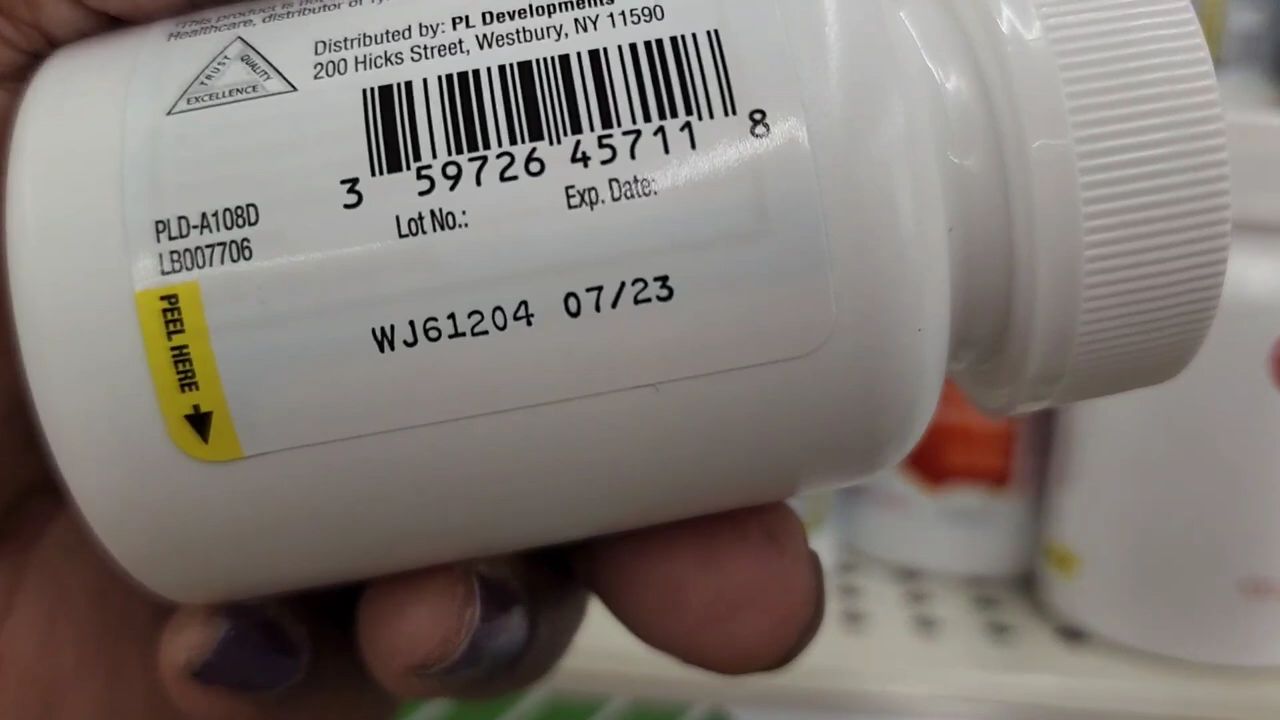 This product is not
Healthcare, distributor of Ty
Distributed by: PL Developments
200 Hicks Street, Westbury, NY 11590
TRUST QUALITY
EXCELLENCE
3 59726 45711 8
PLD-A108D
LB007706
Lot No.: Exp. Date:
WJ61204 07/23
PEEL HERE